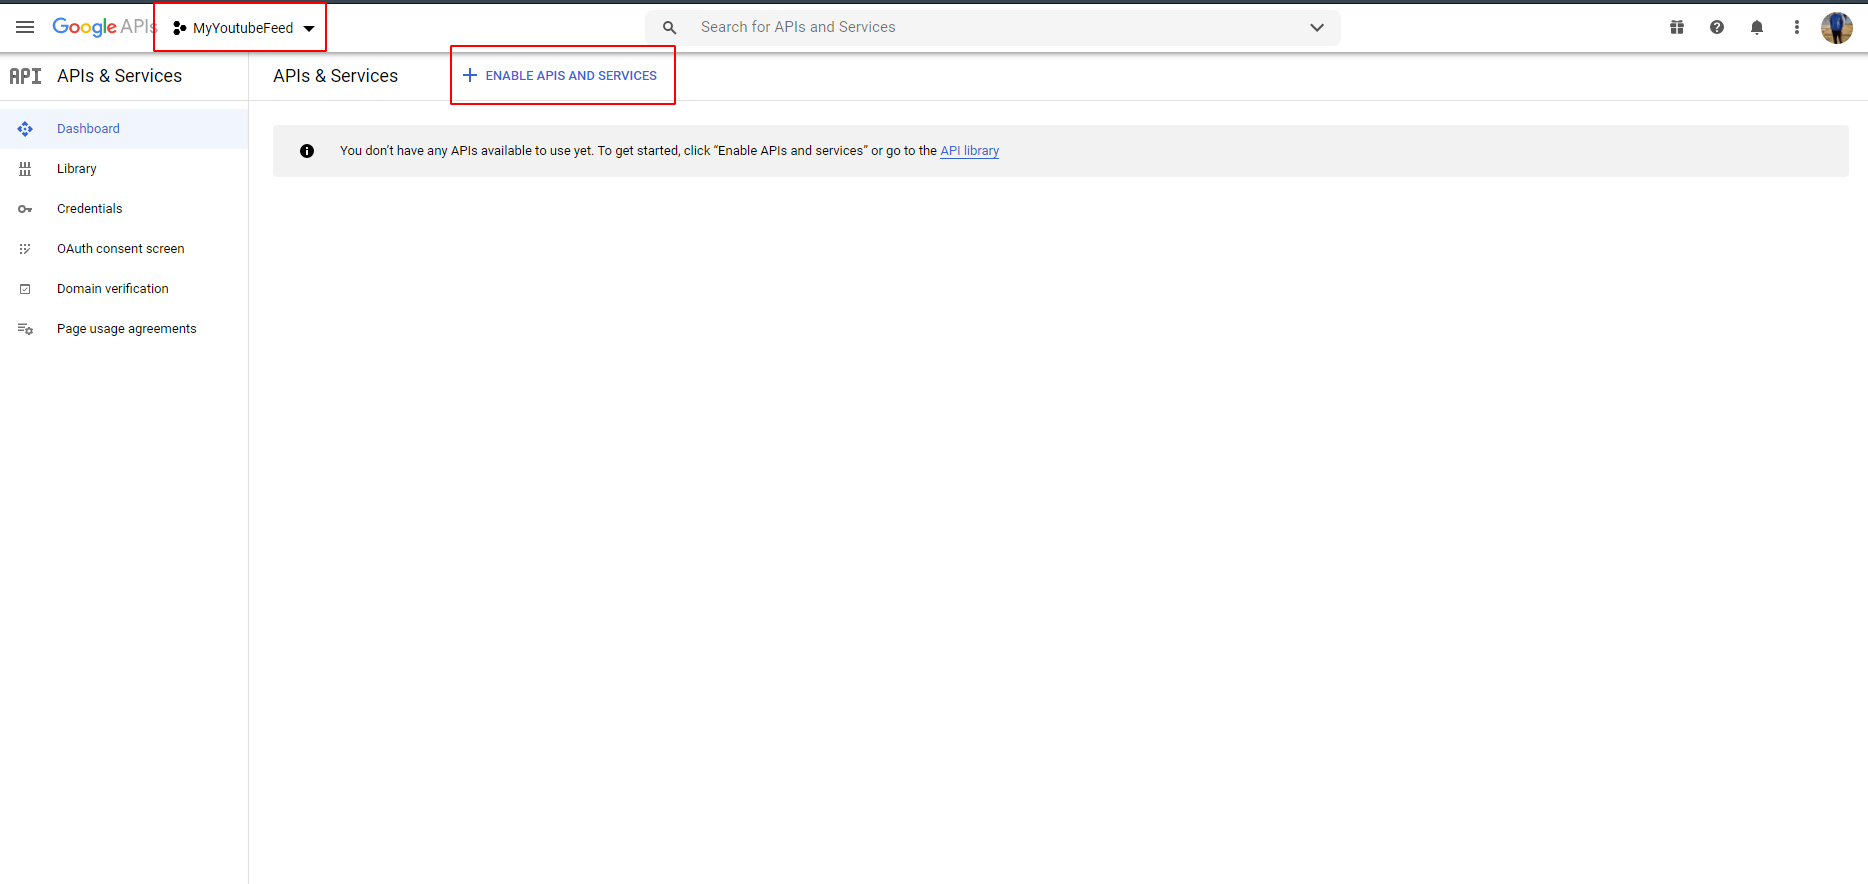 Google APIs
MyYoutubeFeed
Search for APIs and Services
API APIs & Services
APIs & Services
ENABLE APIS AND SERVICES
Dashboard
Library
Credentials
OAuth consent screen
Domain verification
Page usage agreements
You don’t have any APIs available to use yet. To get started, click “Enable APIs and services” or go to the API library